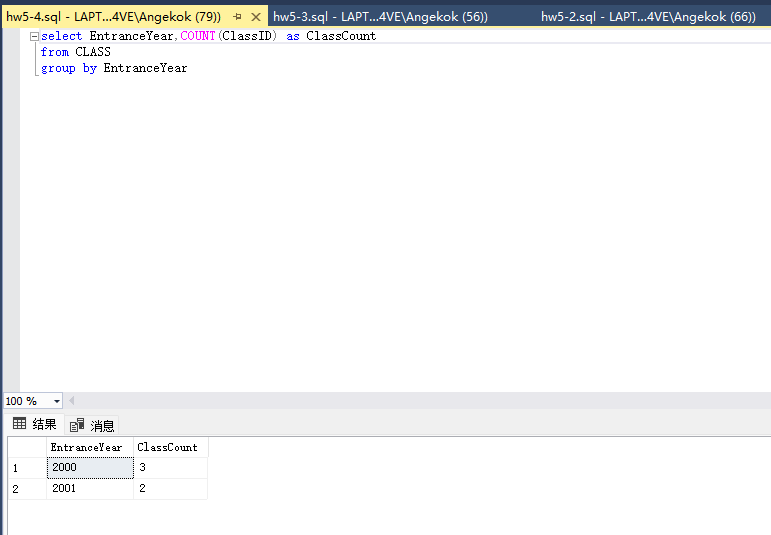 hw5-4.sql - LAPT...4VE\Angekok (79)) hw5-3.sql - LAPT...4VE\Angekok (56)) hw5-2.sql - LAPT...4VE\Angekok (66))
select EntranceYear,COUNT(ClassID) as ClassCount
from CLASS
group by EntranceYear
100 %
结果 消息
EntranceYear ClassCount
1 2000 3
2 2001 2